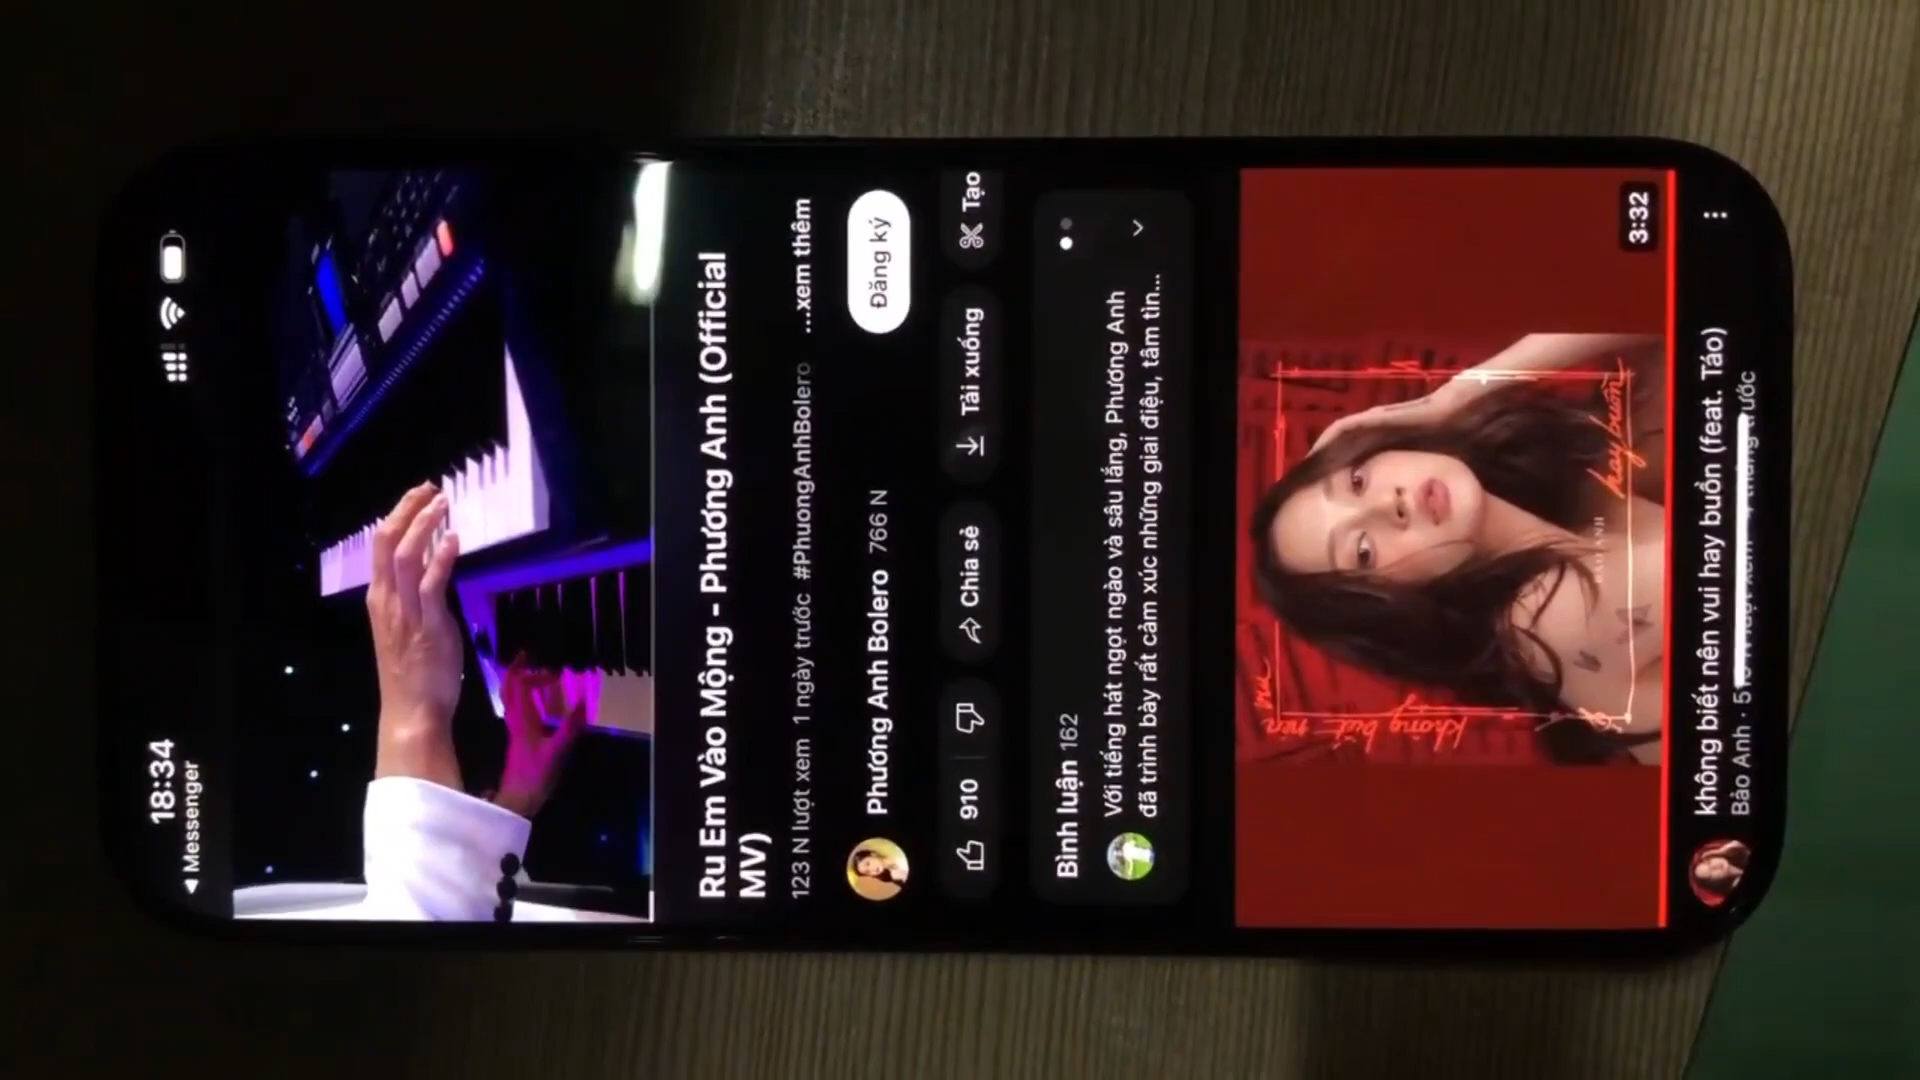 18:34
◀ Messenger
Ru Em Vào Mộng - Phương Anh (Official
MV)
123 N lượt xem 1 ngày trước #PhuongAnhBolero ...xem thêm
Phương Anh Bolero 766 N
Đăng ký
910
Chia sẻ
Tải xuống
Tạo
Bình luận 162
Với tiếng hát ngọt ngào và sâu lắng, Phương Anh
đã trình bày rất cảm xúc những giai điệu, tâm tìn...
không biết nên
hay buồn
BẢO ANH
3:32
không biết nên vui hay buồn (feat. Táo)
Bảo Anh